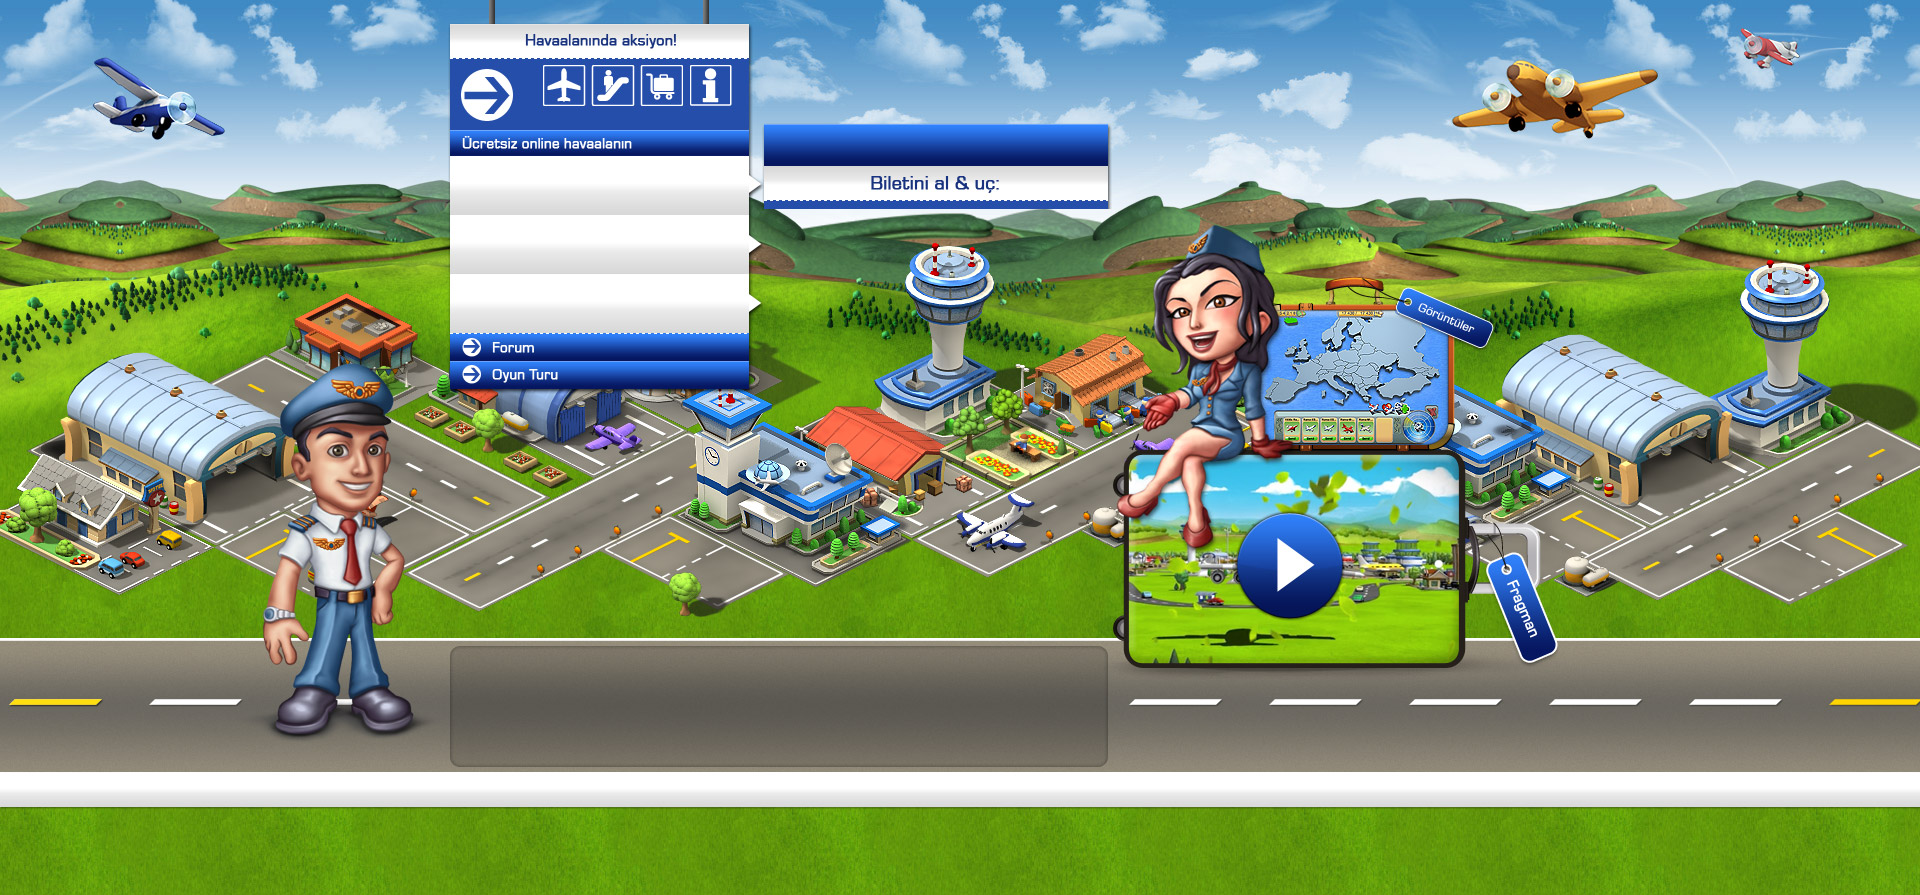 Havaalanında aksiyon!
Ücretsiz online havaalanın
Biletini al & uç:
Forum
Oyun Turu
Görüntüler
Fragman